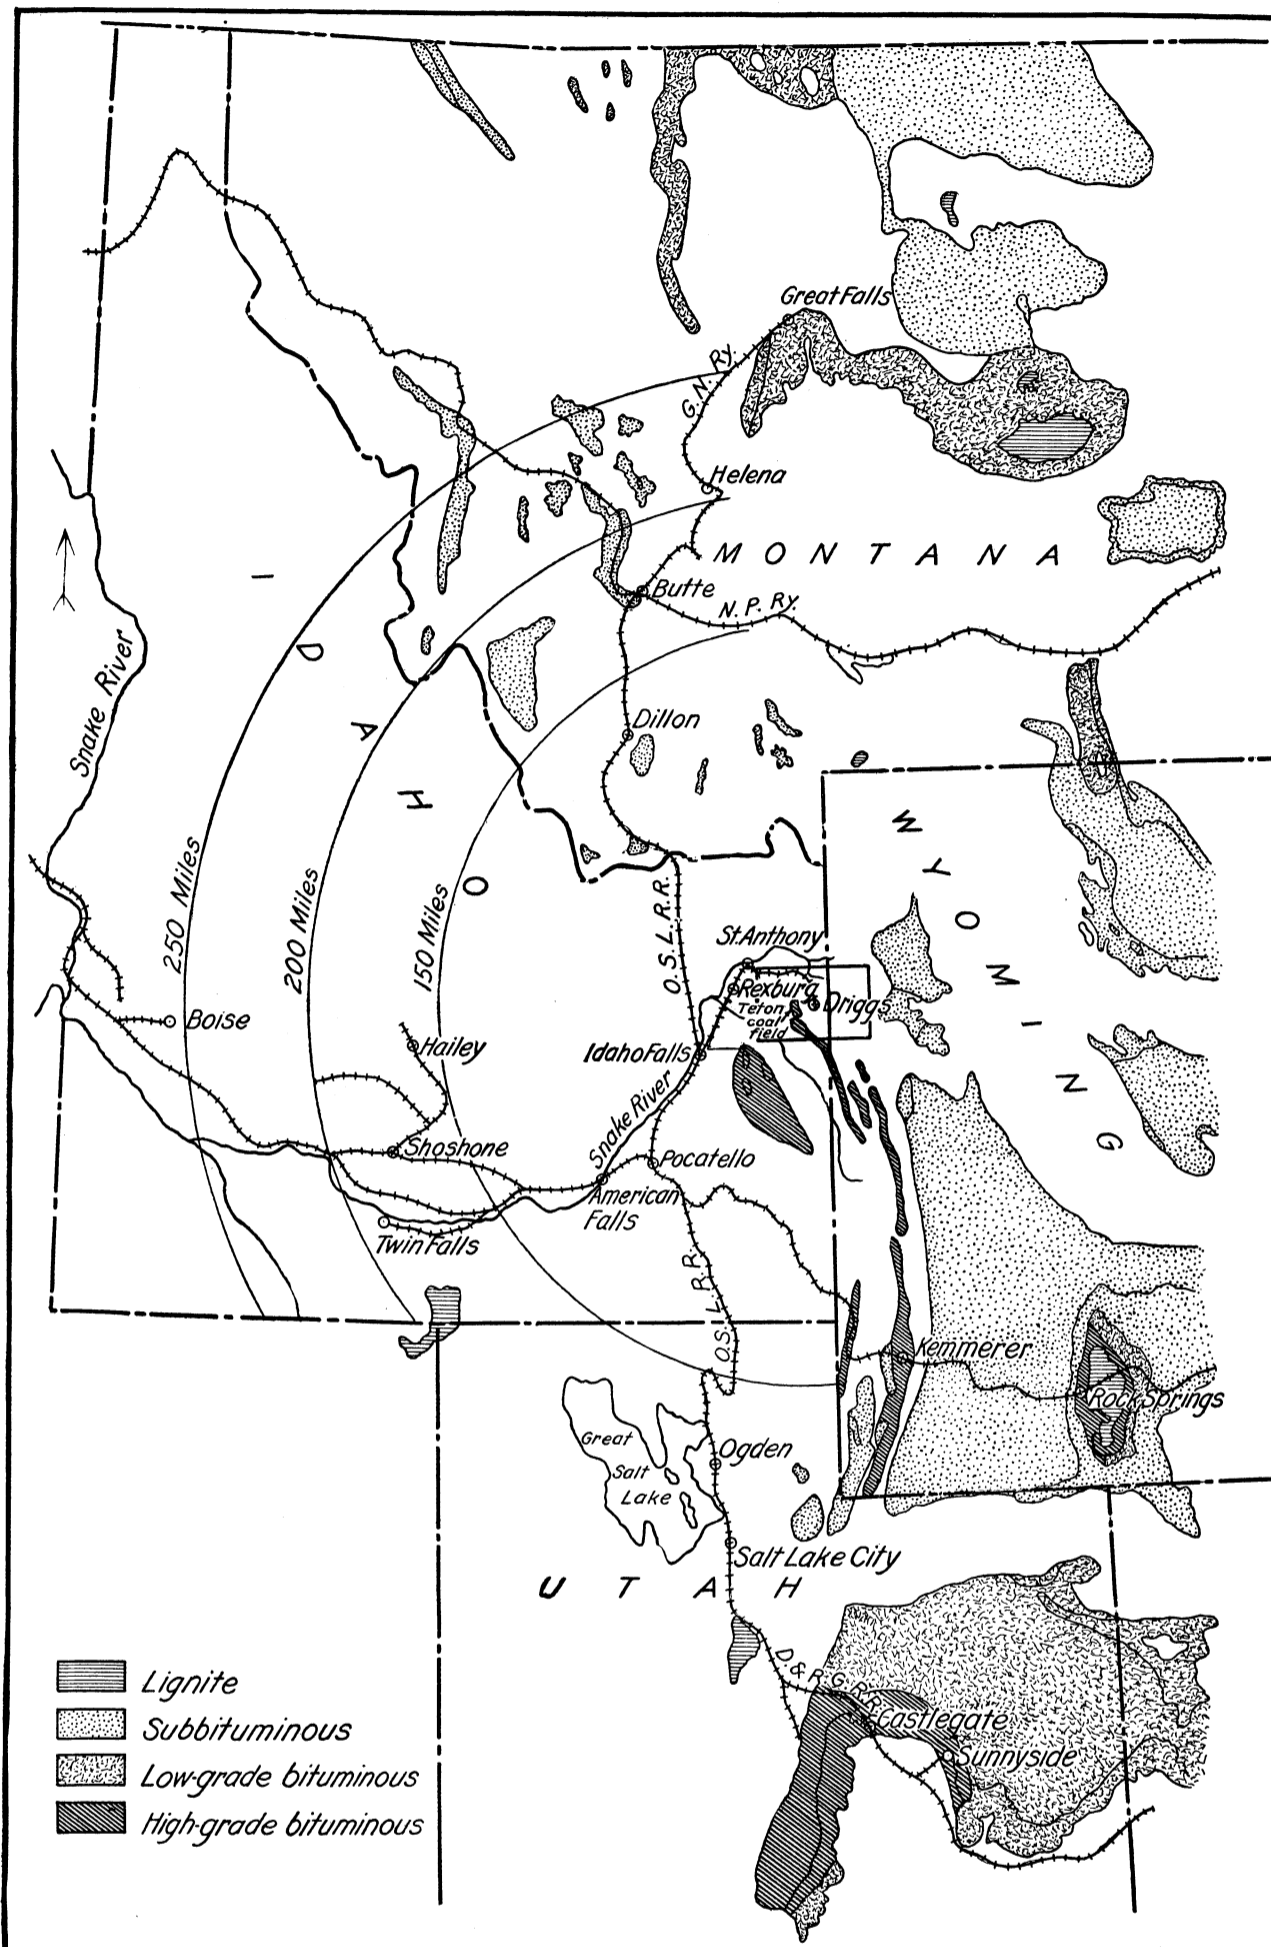 Great Falls
G. N. Ry.
Helena
MONTANA
Butte
N. P. Ry.
IDAHO
Snake River
Dillon
WYOMING
250 Miles
200 Miles
150 Miles
O. S. L. R. R.
St. Anthony
Rexburg
Driggs
Teton
coal
field
Boise
Hailey
Idaho Falls
Snake River
Shoshone
Pocatello
American
Falls
Twin Falls
O. S. L. R. R.
Kemmerer
Rock Springs
Great
Salt
Lake
Ogden
Salt Lake City
UTAH
D. & R. G. R. R.
Castlegate
Sunnyside
Lignite
Subbituminous
Low-grade bituminous
High-grade bituminous